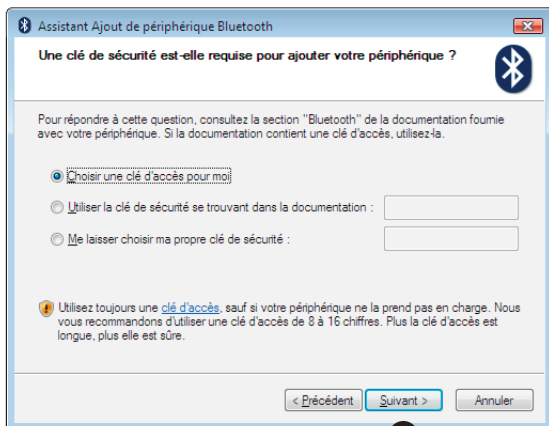 Assistant Ajout de périphérique Bluetooth
Une clé de sécurité est-elle requise pour ajouter votre périphérique ?
Pour répondre à cette question, consultez la section "Bluetooth" de la documentation fournie
avec votre périphérique. Si la documentation contient une clé d'accès, utilisez-la.
Choisir une clé d'accès pour moi
Utiliser la clé de sécurité se trouvant dans la documentation :
Me laisser choisir ma propre clé de sécurité :
Utilisez toujours une clé d'accès, sauf si votre périphérique ne la prend pas en charge. Nous
vous recommandons d'utiliser une clé d'accès de 8 à 16 chiffres. Plus la clé d'accès est
longue, plus elle est sûre.
< Précédent Suivant > Annuler